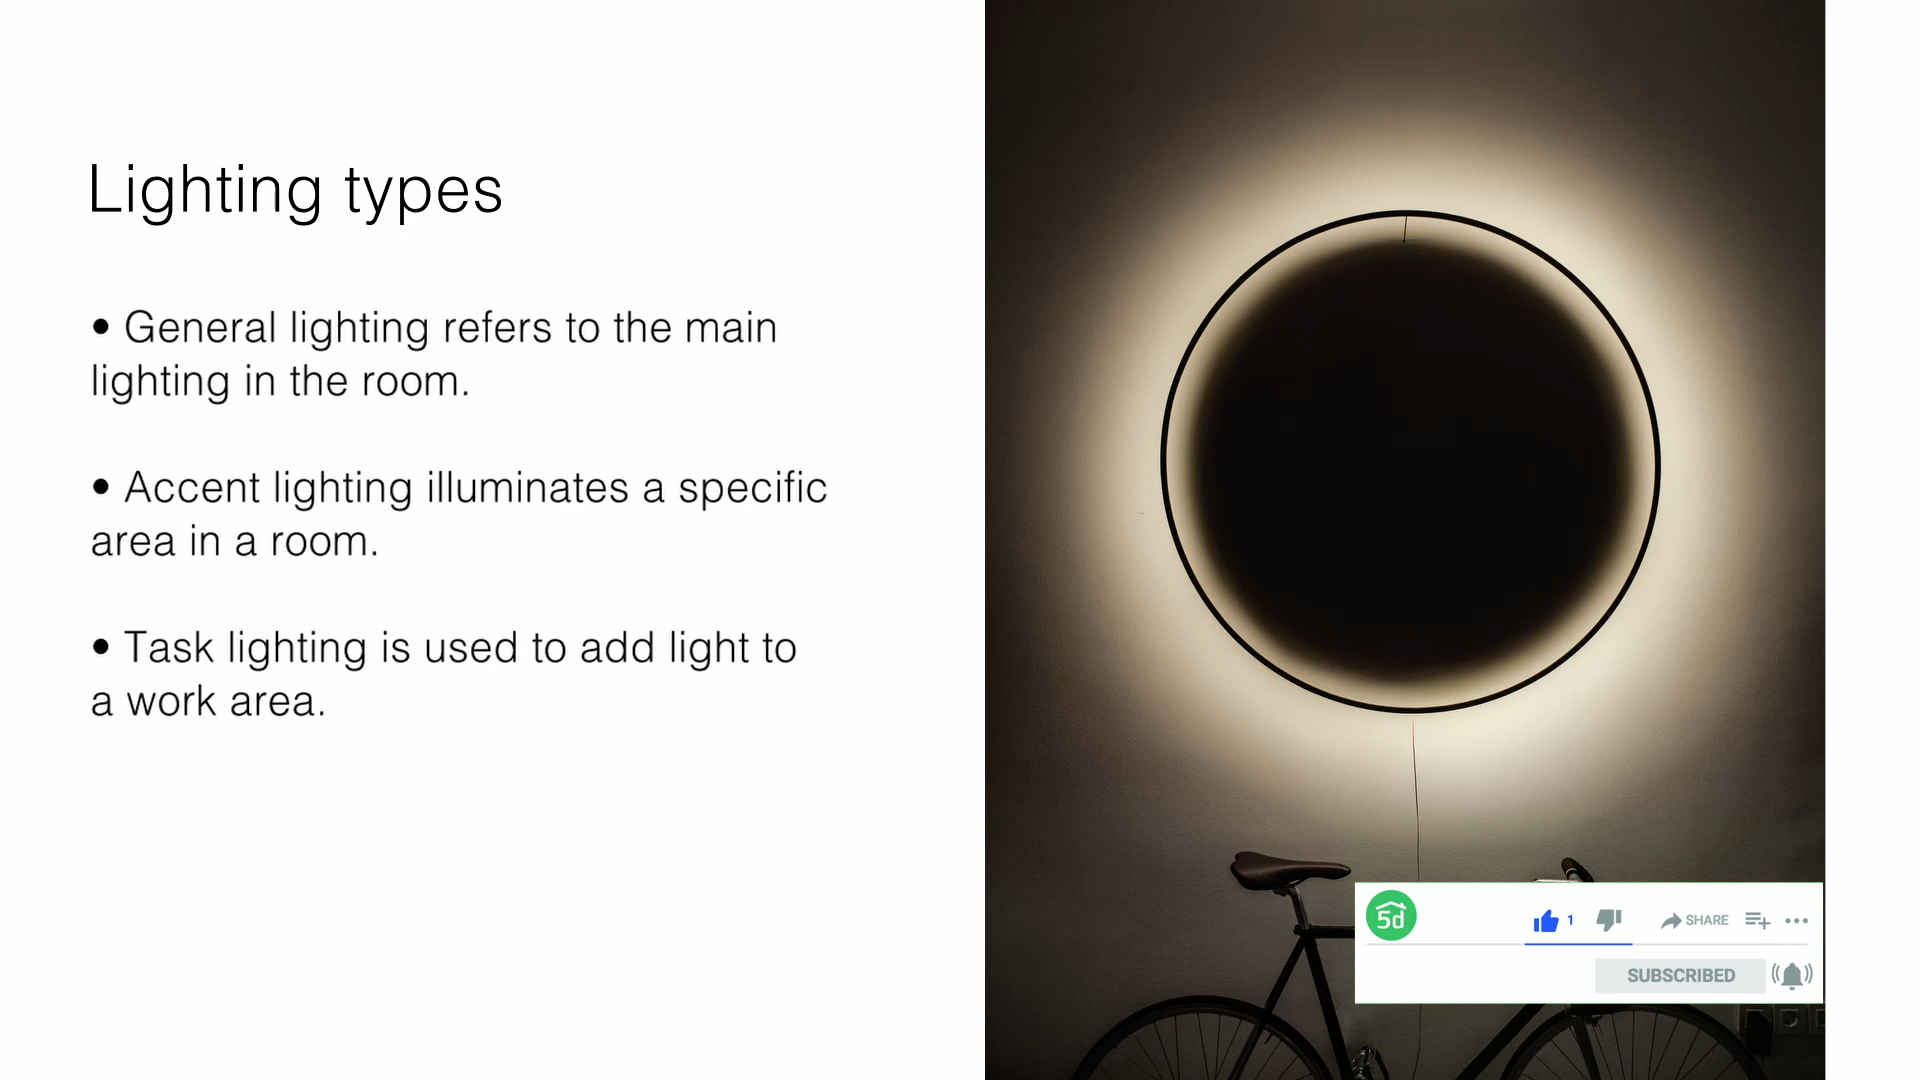 Lighting types
• General lighting refers to the main
lighting in the room.
• Accent lighting illuminates a specific
area in a room.
• Task lighting is used to add light to
a work area.
5d
1 SHARE
SUBSCRIBED